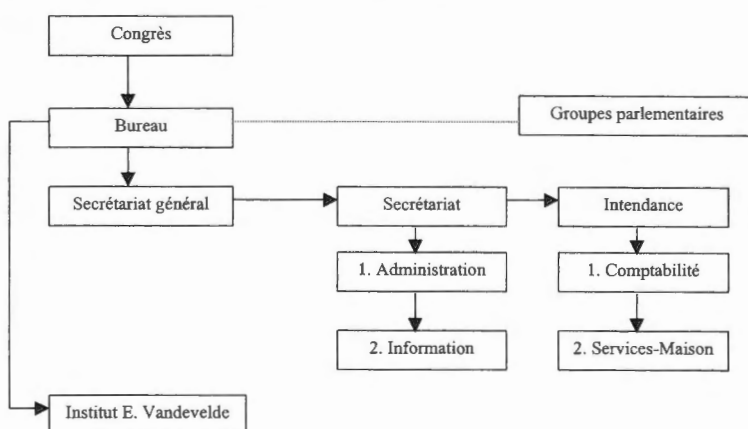 Congrès
Bureau
Groupes parlementaires
Secrétariat général
Secrétariat
Intendance
1. Administration
1. Comptabilité
2. Information
2. Services-Maison
Institut E. Vandevelde